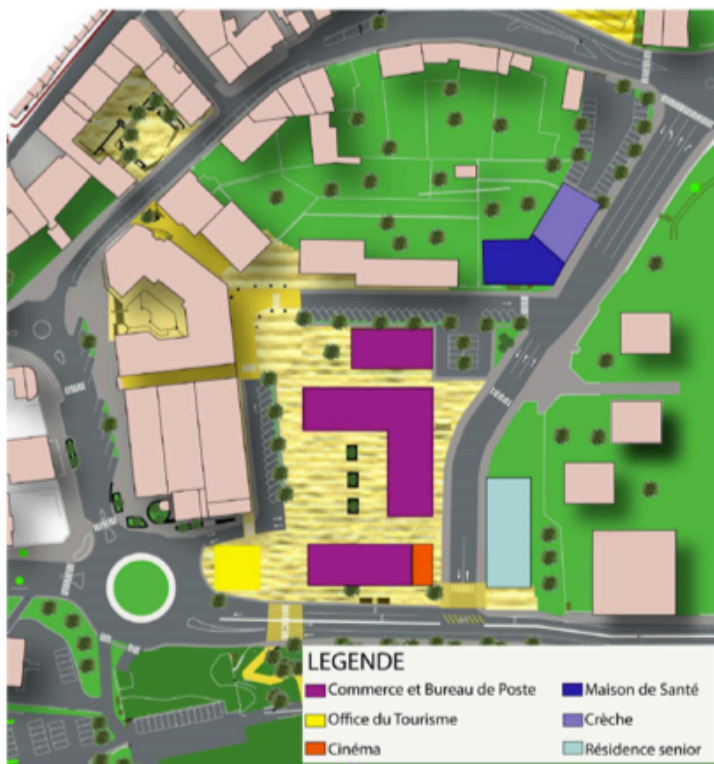 LEGENDE
Commerce et Bureau de Poste
Maison de Santé
Office du Tourisme
Crèche
Cinéma
Résidence senior